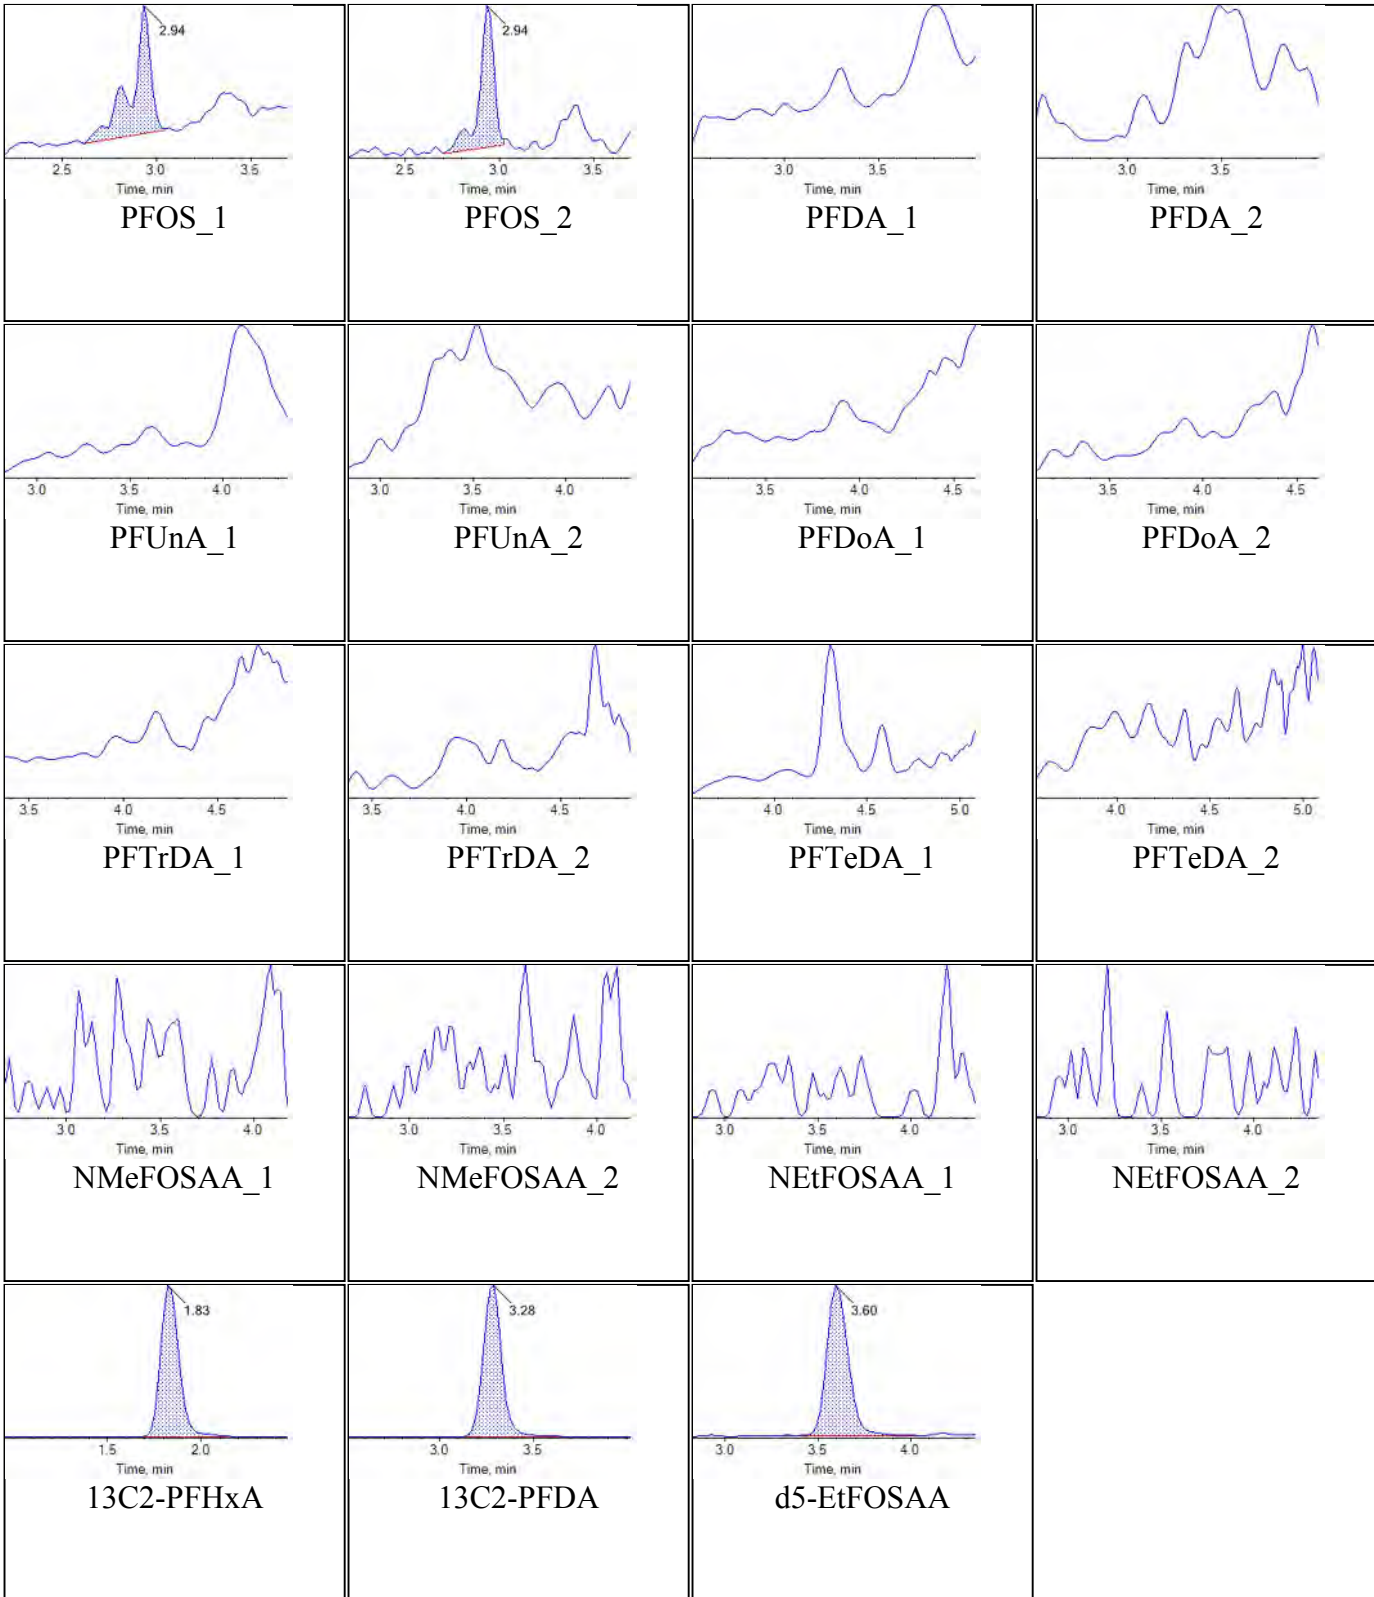 2.94
2.5 3.0 3.5
Time, min
PFOS_1
2.94
2.5 3.0 3.5
Time, min
PFOS_2
3.0 3.5
Time, min
PFDA_1
3.0 3.5
Time, min
PFDA_2
3.0 3.5 4.0
Time, min
PFUnA_1
3.0 3.5 4.0
Time, min
PFUnA_2
3.5 4.0 4.5
Time, min
PFDoA_1
3.5 4.0 4.5
Time, min
PFDoA_2
3.5 4.0 4.5
Time, min
PFTrDA_1
3.5 4.0 4.5
Time, min
PFTrDA_2
4.0 4.5 5.0
Time, min
PFTeDA_1
4.0 4.5 5.0
Time, min
PFTeDA_2
3.0 3.5 4.0
Time, min
NMeFOSAA_1
3.0 3.5 4.0
Time, min
NMeFOSAA_2
3.0 3.5 4.0
Time, min
NEtFOSAA_1
3.0 3.5 4.0
Time, min
NEtFOSAA_2
1.83
1.5 2.0
Time, min
13C2-PFHxA
3.28
3.0 3.5
Time, min
13C2-PFDA
3.60
3.0 3.5 4.0
Time, min
d5-EtFOSAA